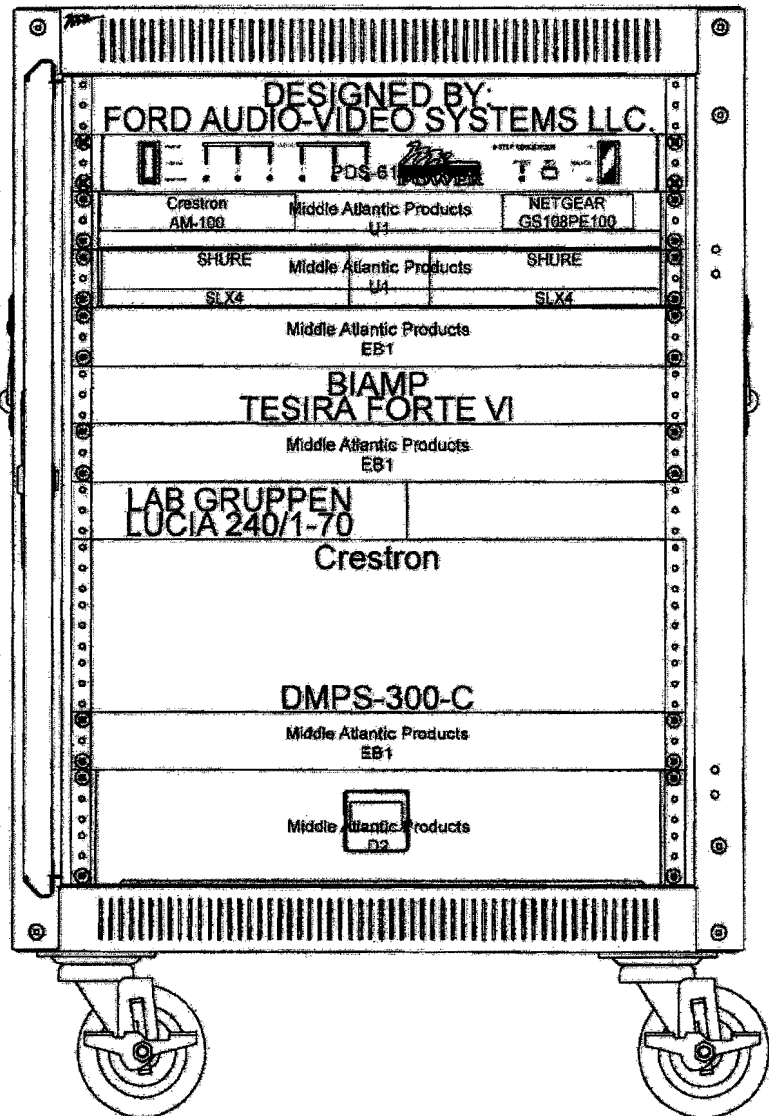 DESIGNED BY:
FORD AUDIO-VIDEO SYSTEMS LLC.
PDS-61
POWER
Crestron
AM-100
Middle Atlantic Products
U1
NETGEAR
GS108PE100
SHURE
SLX4
Middle Atlantic Products
U1
SHURE
SLX4
Middle Atlantic Products
EB1
BIAMP
TESIRA FORTE VI
Middle Atlantic Products
EB1
LAB GRUPPEN
LUCIA 240/1-70
Crestron
DMPS-300-C
Middle Atlantic Products
EB1
Middle Atlantic Products
D2